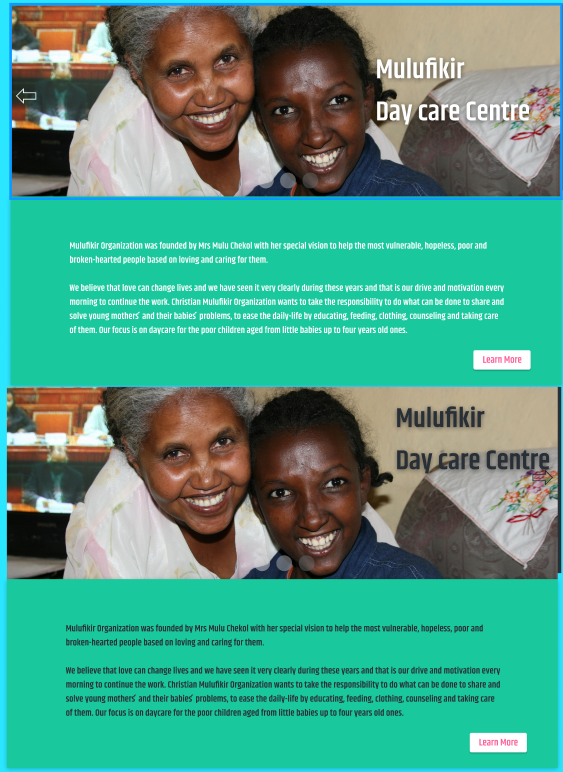 Mulufikir
Day care Centre
Mulufikir Organization was founded by Mrs Mulu Chekol with her special vision to help the most vulnerable, hopeless, poor and
broken-hearted people based on loving and caring for them.
We believe that love can change lives and we have seen it very clearly during these years and that is our drive and motivation every
morning to continue the work. Christian Mulufikir Organization wants to take the responsibility to do what can be done to share and
solve young mothers' and their babies' problems, to ease the daily-life by educating, feeding, clothing, counseling and taking care
of them. Our focus is on daycare for the poor children aged from little babies up to four years old ones.
Learn More
Mulufikir
Day care Centre
Mulufikir Organization was founded by Mrs Mulu Chekol with her special vision to help the most vulnerable, hopeless, poor and
broken-hearted people based on loving and caring for them.
We believe that love can change lives and we have seen it very clearly during these years and that is our drive and motivation every
morning to continue the work. Christian Mulufikir Organization wants to take the responsibility to do what can be done to share and
solve young mothers' and their babies' problems, to ease the daily-life by educating, feeding, clothing, counseling and taking care
of them. Our focus is on daycare for the poor children aged from little babies up to four years old ones.
Learn More